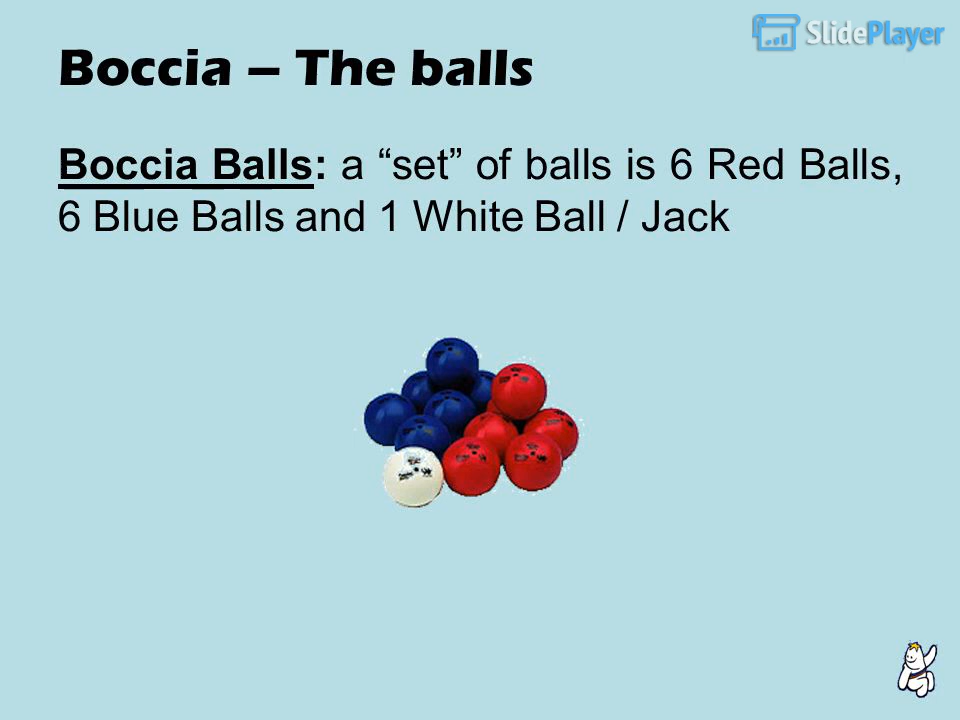 SlidePlayer
Boccia – The balls
Boccia Balls: a “set” of balls is 6 Red Balls,
6 Blue Balls and 1 White Ball / Jack